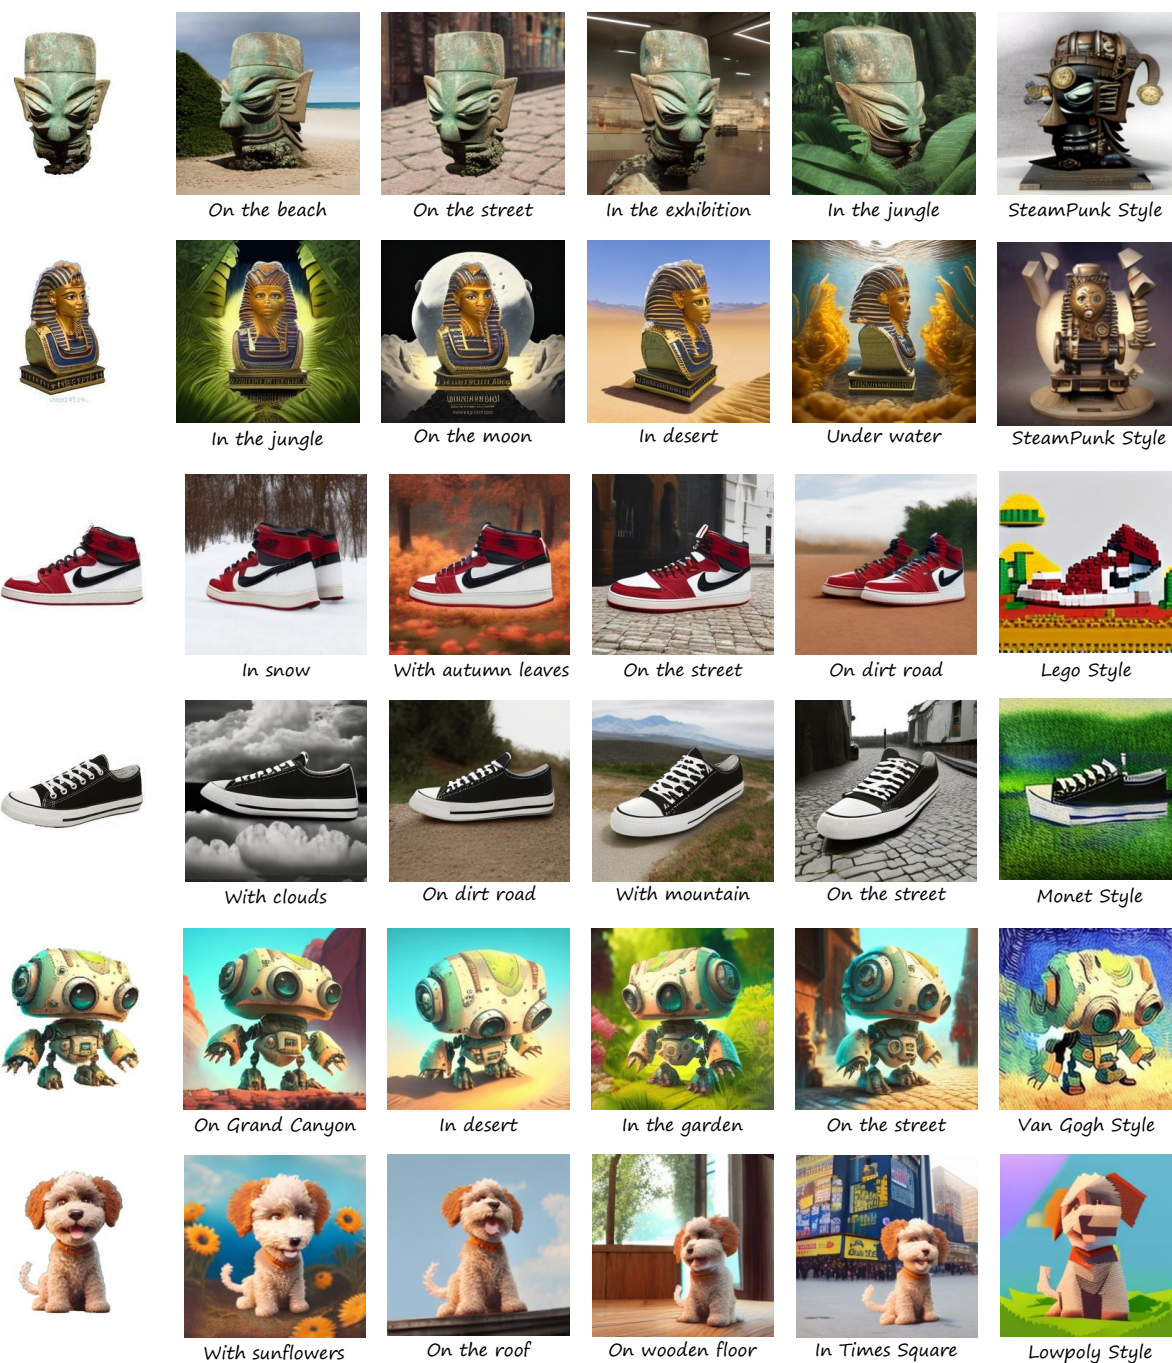 On the beach
On the street
In the exhibition
In the jungle
SteamPunk Style
In the jungle
On the moon
In desert
Under water
SteamPunk Style
In snow
With autumn leaves
On the street
On dirt road
Lego Style
With clouds
On dirt road
With mountain
On the street
Monet Style
On Grand Canyon
In desert
In the garden
On the street
Van Gogh Style
With sunflowers
On the roof
On wooden floor
In Times Square
Lowpoly Style